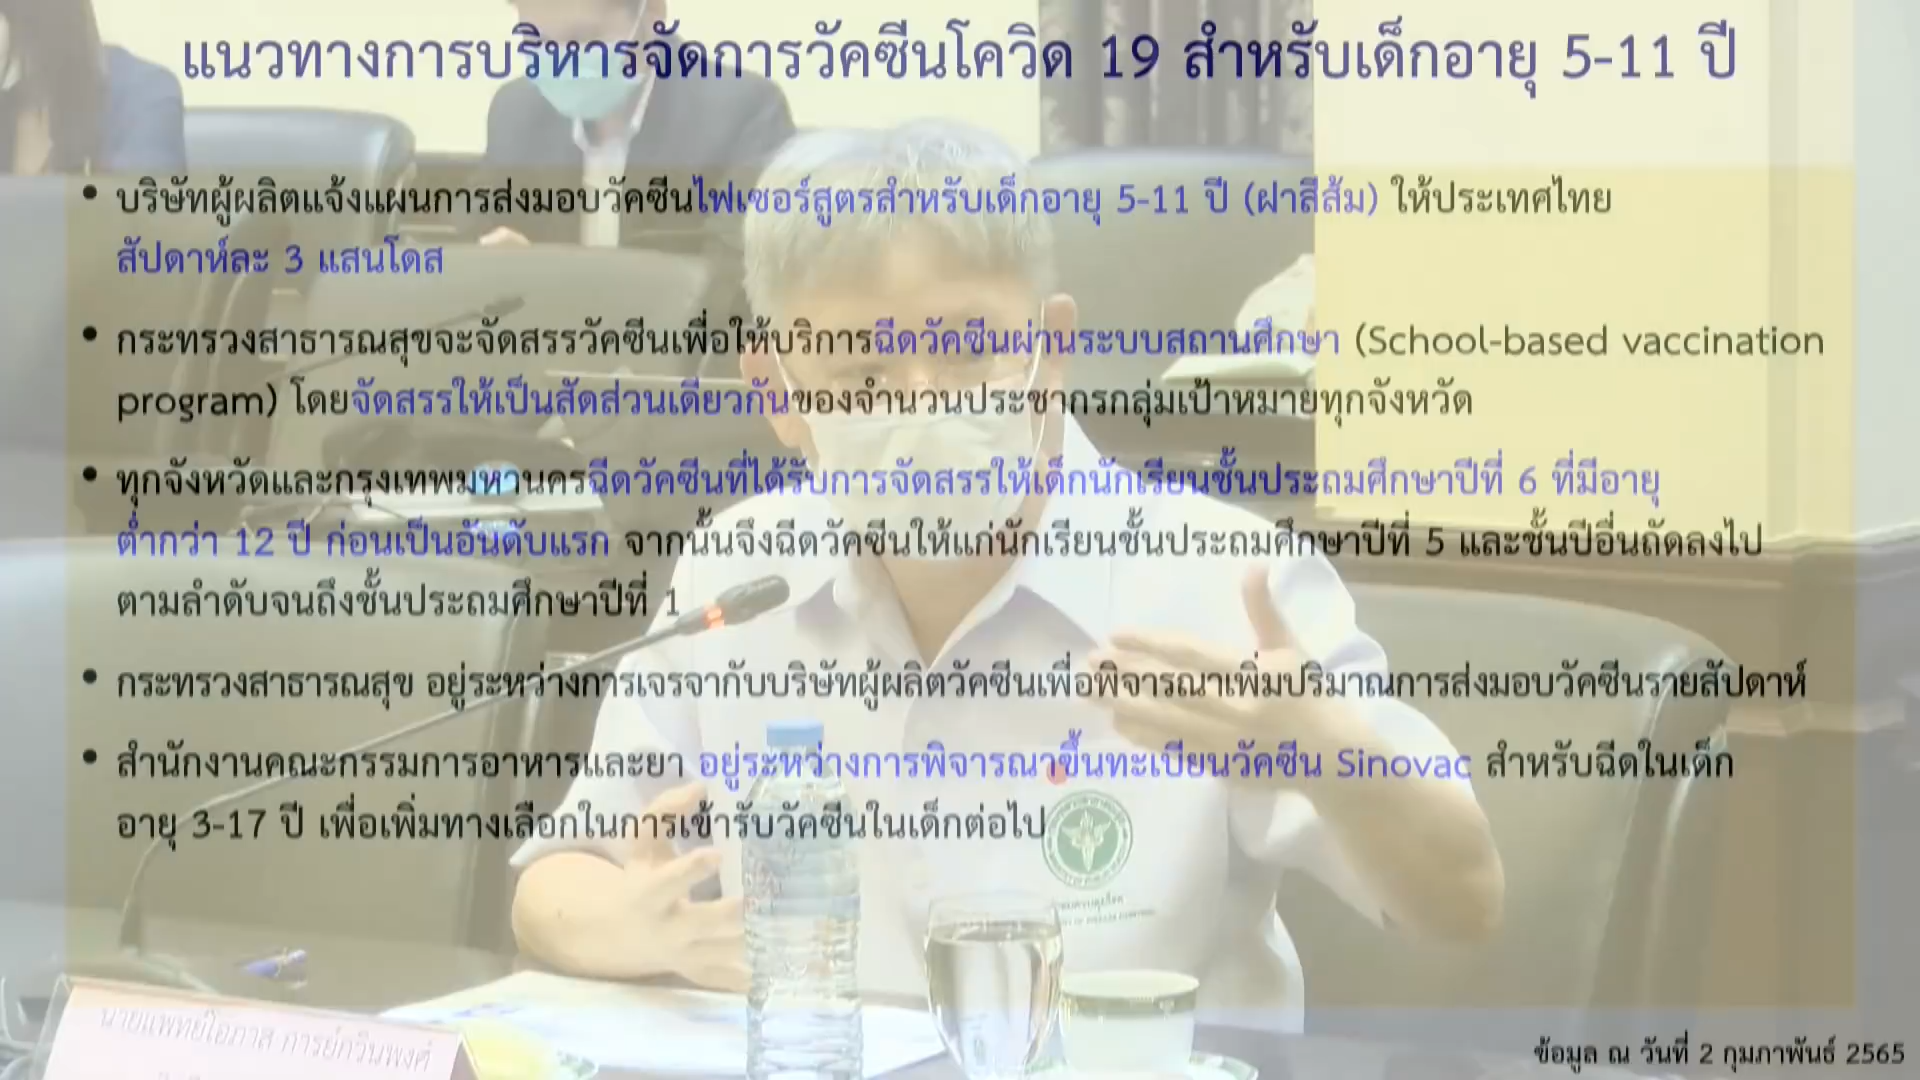 แนวทางการบริหารจัดการวัคซีนโควิด 19 สำหรับเด็กอายุ 5-11 ปี
• บริษัทผู้ผลิตแจ้งแผนการส่งมอบวัคซีนไฟเซอร์สูตรสำหรับเด็กอายุ 5-11 ปี (ฝาสีส้ม) ให้ประเทศไทย
สัปดาห์ละ 3 แสนโดส
• กระทรวงสาธารณสุขจะจัดสรรวัคซีนเพื่อให้บริการฉีดวัคซีนผ่านระบบสถานศึกษา (School-based vaccination
program) โดยจัดสรรให้เป็นสัดส่วนเดียวกันของจำนวนประชากรกลุ่มเป้าหมายทุกจังหวัด
• ทุกจังหวัดและกรุงเทพมหานครฉีดวัคซีนที่ได้รับการจัดสรรให้เด็กนักเรียนชั้นประถมศึกษาปีที่ 6 ที่มีอายุ
ต่ำกว่า 12 ปี ก่อนเป็นอันดับแรก จากนั้นจึงฉีดวัคซีนให้แก่นักเรียนชั้นประถมศึกษาปีที่ 5 และชั้นปีอื่นถัดลงไป
ตามลำดับจนถึงชั้นประถมศึกษาปีที่ 1
• กระทรวงสาธารณสุข อยู่ระหว่างการเจรจากับบริษัทผู้ผลิตวัคซีนเพื่อพิจารณาเพิ่มปริมาณการส่งมอบวัคซีนรายสัปดาห์
• สำนักงานคณะกรรมการอาหารและยา อยู่ระหว่างการพิจารณาขึ้นทะเบียนวัคซีน Sinovac สำหรับฉีดในเด็ก
อายุ 3-17 ปี เพื่อเพิ่มทางเลือกในการเข้ารับวัคซีนในเด็กต่อไป
นายแพทย์โอภาส การย์กวินพงศ์
ข้อมูล ณ วันที่ 2 กุมภาพันธ์ 2565